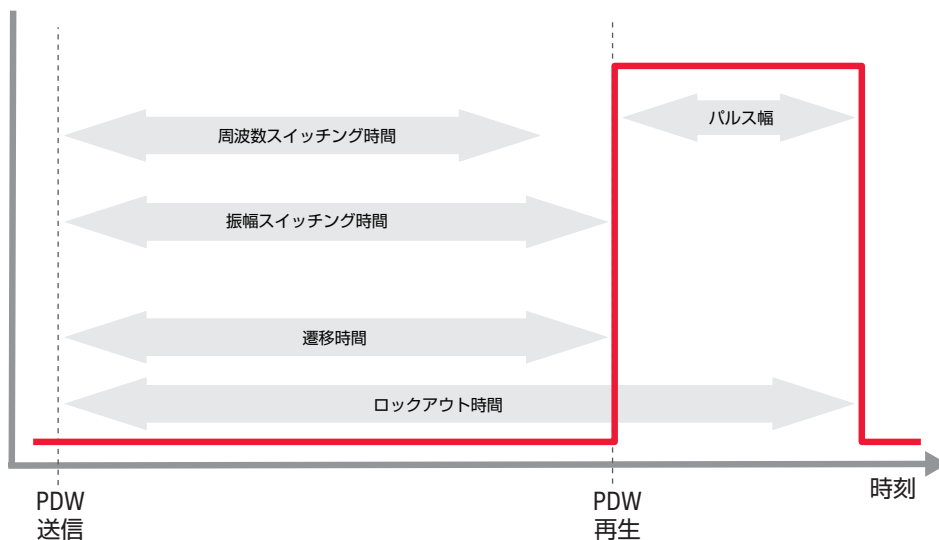 パルス幅
周波数スイッチング時間
振幅スイッチング時間
遷移時間
ロックアウト時間
時刻
PDW
送信
PDW
再生